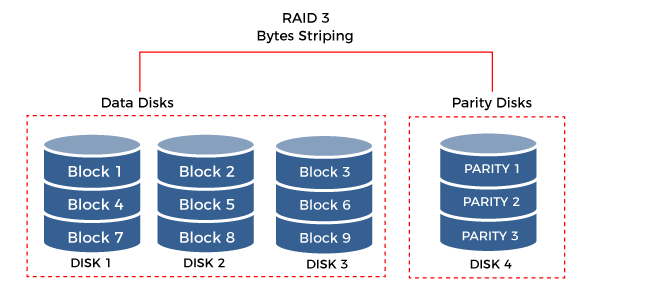 RAID 3
Bytes Striping
Data Disks
Parity Disks
Block 1
Block 2
Block 3
PARITY 1
Block 4
Block 5
Block 6
PARITY 2
Block 7
Block 8
Block 9
PARITY 3
DISK 1
DISK 2
DISK 3
DISK 4